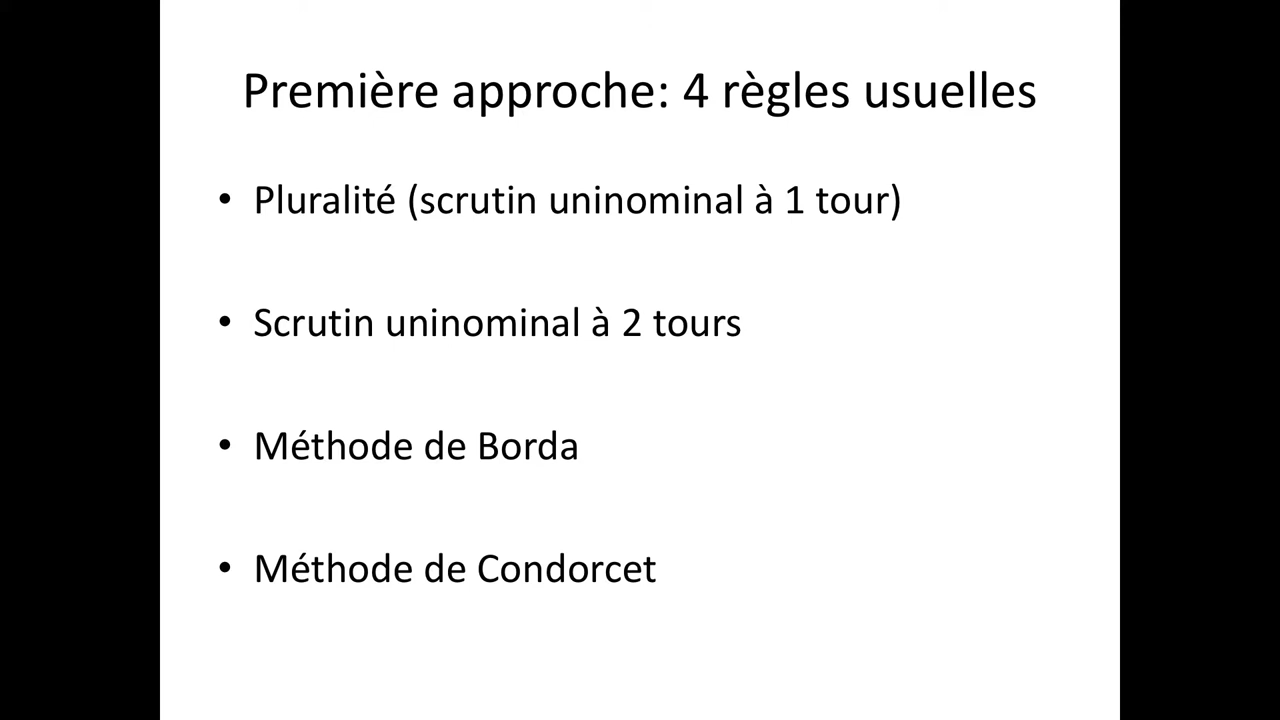 Première approche: 4 règles usuelles
• Pluralité (scrutin uninominal à 1 tour)
• Scrutin uninominal à 2 tours
• Méthode de Borda
• Méthode de Condorcet